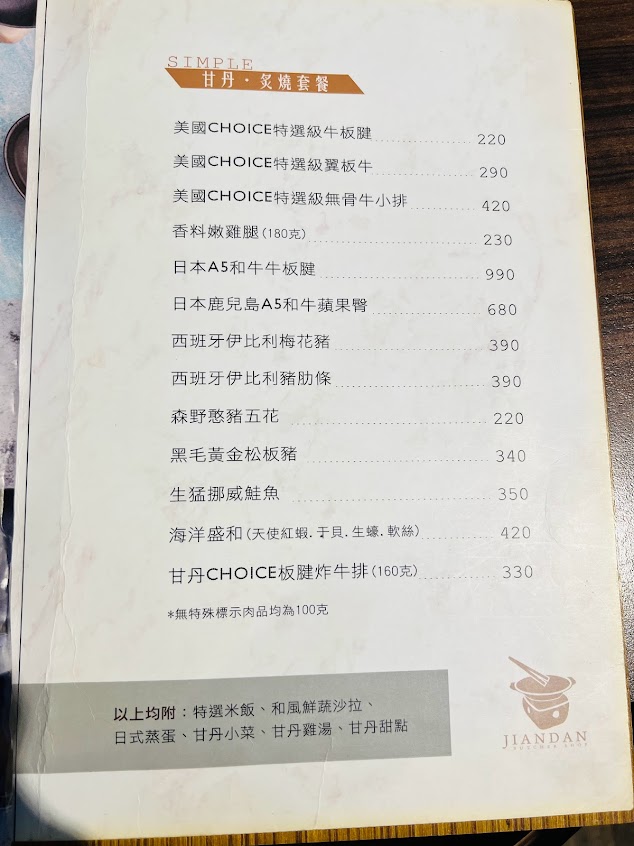 SIMPLE
甘丹·炙燒套餐
美國CHOICE特選級牛板腱 220
美國CHOICE特選級翼板牛 290
美國CHOICE特選級無骨牛小排 420
香料嫩雞腿(180克) 230
日本A5和牛牛板腱 990
日本鹿兒島A5和牛蘋果臀 680
西班牙伊比利梅花豬 390
西班牙伊比利豬肋條 390
森野憨豬五花 220
黑毛黃金松板豬 340
生猛挪威鮭魚 350
海洋盛和(天使紅蝦.于貝.生蠔.軟絲) 420
甘丹CHOICE板腱炸牛排(160克) 330
*無特殊標示肉品均為100克
以上均附：特選米飯、和風鮮蔬沙拉、
日式蒸蛋、甘丹小菜、甘丹雞湯、甘丹甜點
JIANDAN